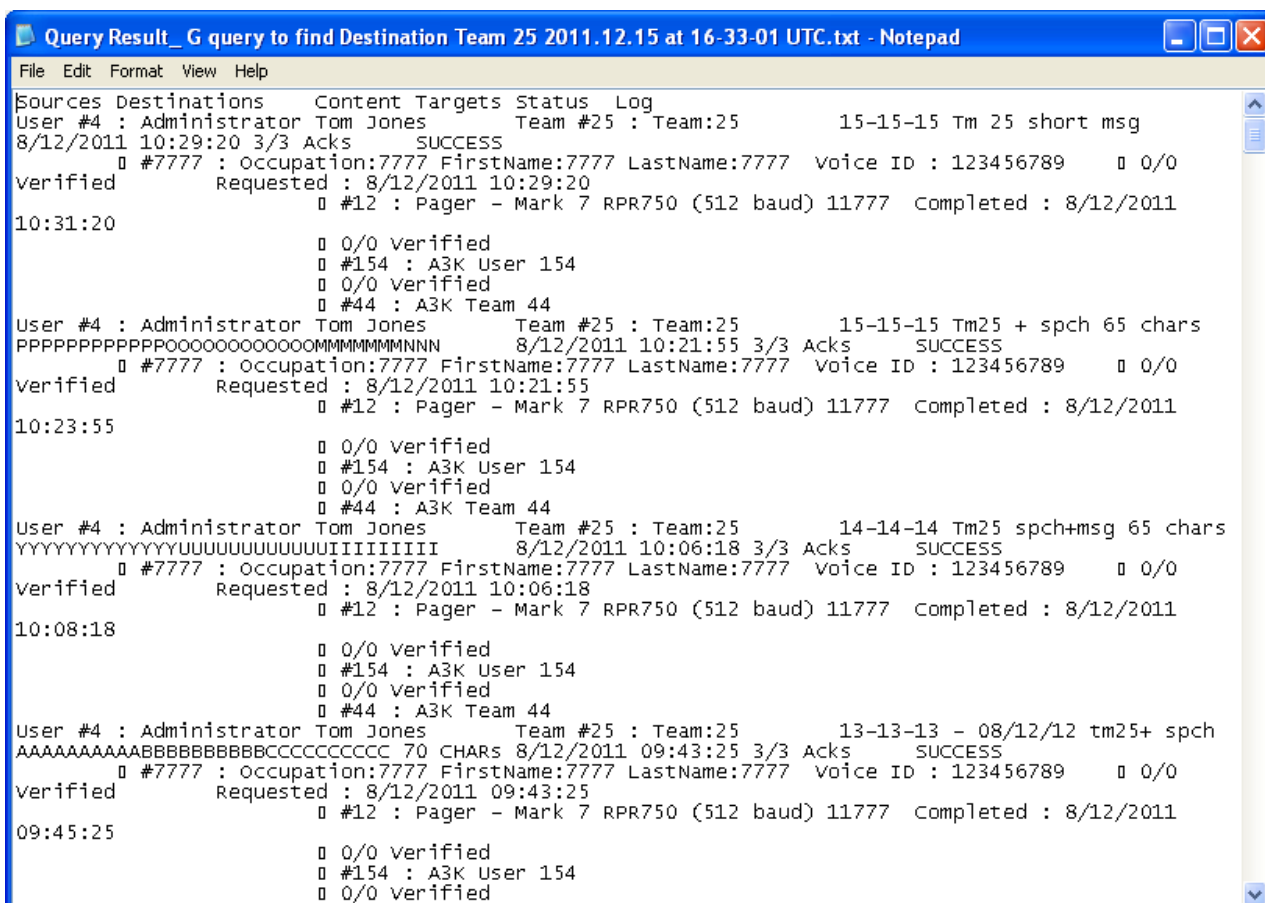 Query Result_ G query to find Destination Team 25 2011.12.15 at 16-33-01 UTC.txt - Notepad
File Edit Format View Help
Sources Destinations Content Targets Status Log
User #4 : Administrator Tom Jones Team #25 : Team:25 15-15-15 Tm 25 short msg
8/12/2011 10:29:20 3/3 Acks SUCCESS
▯ #7777 : Occupation:7777 FirstName:7777 LastName:7777 Voice ID : 123456789 ▯ 0/0
Verified Requested : 8/12/2011 10:29:20
▯ #12 : Pager – Mark 7 RPR750 (512 baud) 11777 Completed : 8/12/2011
10:31:20
▯ 0/0 Verified
▯ #154 : A3K User 154
▯ 0/0 Verified
▯ #44 : A3K Team 44
User #4 : Administrator Tom Jones Team #25 : Team:25 15-15-15 Tm25 + spch 65 chars
PPPPPPPPPPPPPOOOOOOOOOOOOMMMMMMMNNN 8/12/2011 10:21:55 3/3 Acks SUCCESS
▯ #7777 : Occupation:7777 FirstName:7777 LastName:7777 Voice ID : 123456789 ▯ 0/0
Verified Requested : 8/12/2011 10:21:55
▯ #12 : Pager – Mark 7 RPR750 (512 baud) 11777 Completed : 8/12/2011
10:23:55
▯ 0/0 Verified
▯ #154 : A3K User 154
▯ 0/0 Verified
▯ #44 : A3K Team 44
User #4 : Administrator Tom Jones Team #25 : Team:25 14-14-14 Tm25 spch+msg 65 chars
YYYYYYYYYYYYYUUUUUUUUUUUUIIIIIIIII 8/12/2011 10:06:18 3/3 Acks SUCCESS
▯ #7777 : Occupation:7777 FirstName:7777 LastName:7777 Voice ID : 123456789 ▯ 0/0
Verified Requested : 8/12/2011 10:06:18
▯ #12 : Pager – Mark 7 RPR750 (512 baud) 11777 Completed : 8/12/2011
10:08:18
▯ 0/0 Verified
▯ #154 : A3K User 154
▯ 0/0 Verified
▯ #44 : A3K Team 44
User #4 : Administrator Tom Jones Team #25 : Team:25 13-13-13 - 08/12/12 tm25+ spch
AAAAAAAAAABBBBBBBBBBCCCCCCCCCC 70 CHARs 8/12/2011 09:43:25 3/3 Acks SUCCESS
▯ #7777 : Occupation:7777 FirstName:7777 LastName:7777 Voice ID : 123456789 ▯ 0/0
Verified Requested : 8/12/2011 09:43:25
▯ #12 : Pager – Mark 7 RPR750 (512 baud) 11777 Completed : 8/12/2011
09:45:25
▯ 0/0 Verified
▯ #154 : A3K User 154
▯ 0/0 Verified